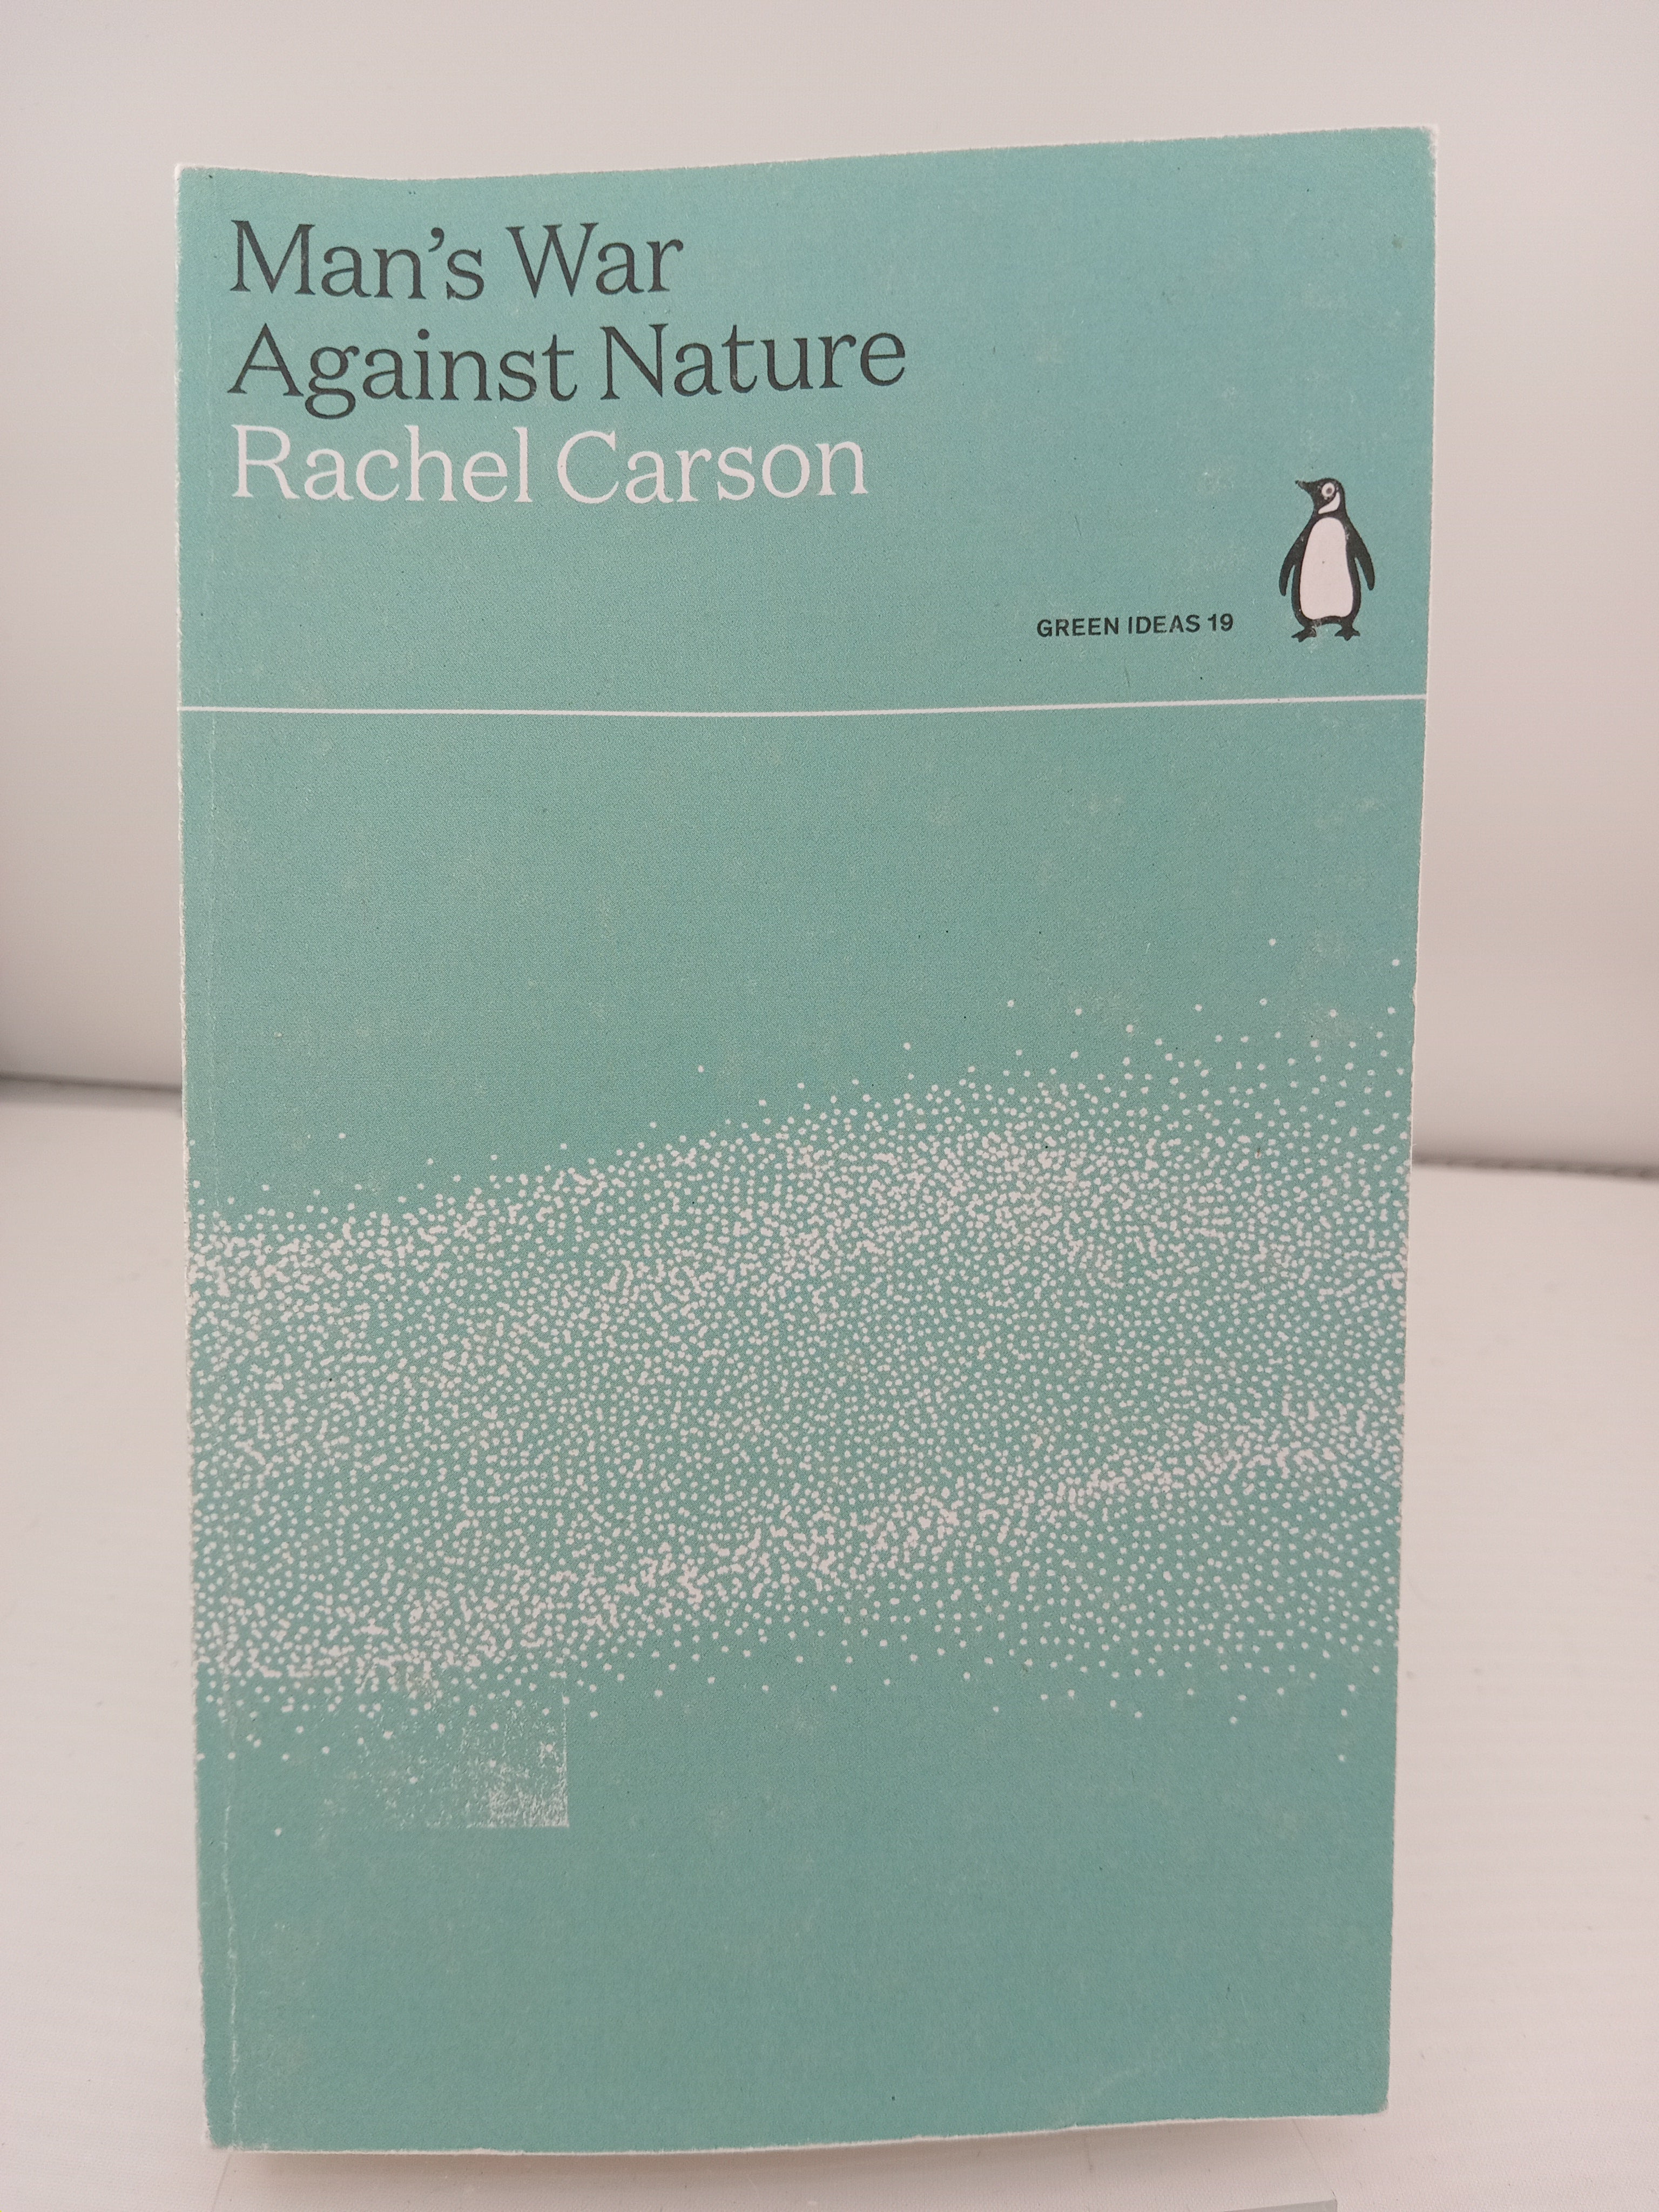 Man’s War
Against Nature
Rachel Carson
GREEN IDEAS 19